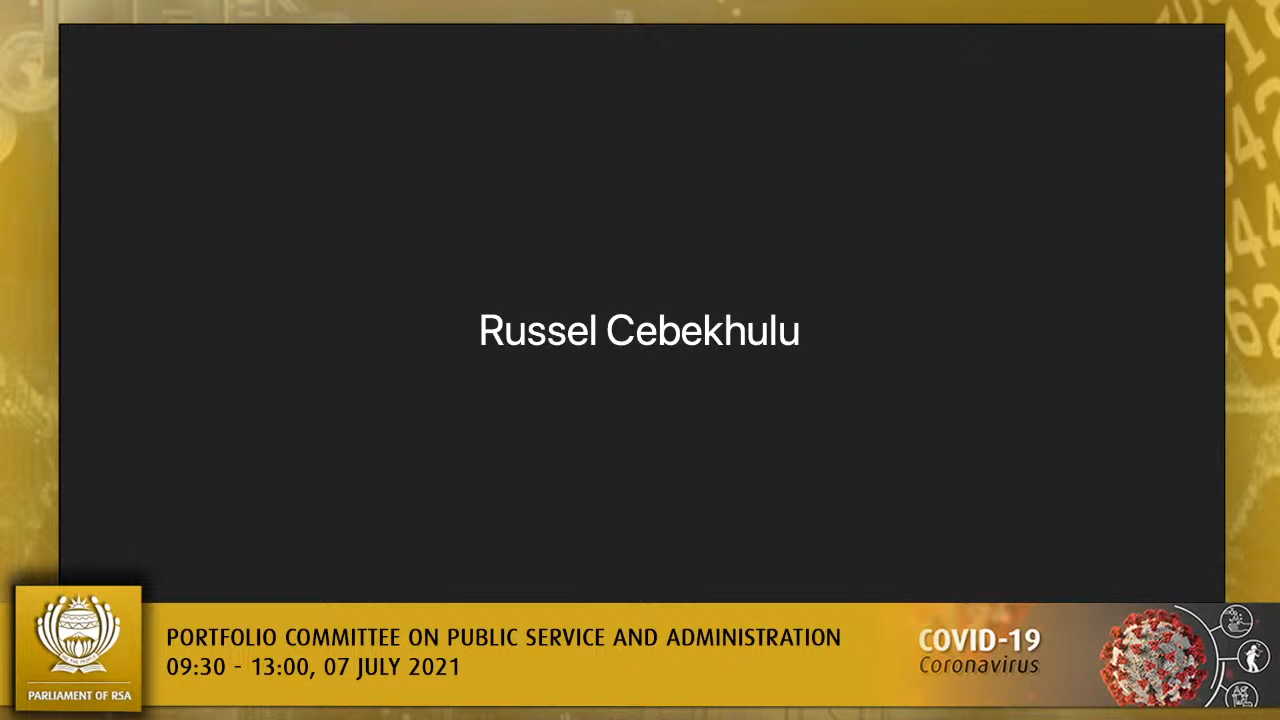 Russel Cebekhulu
PORTFOLIO COMMITTEE ON PUBLIC SERVICE AND ADMINISTRATION
09:30 - 13:00, 07 JULY 2021
COVID-19
Coronavirus
PARLIAMENT OF RSA